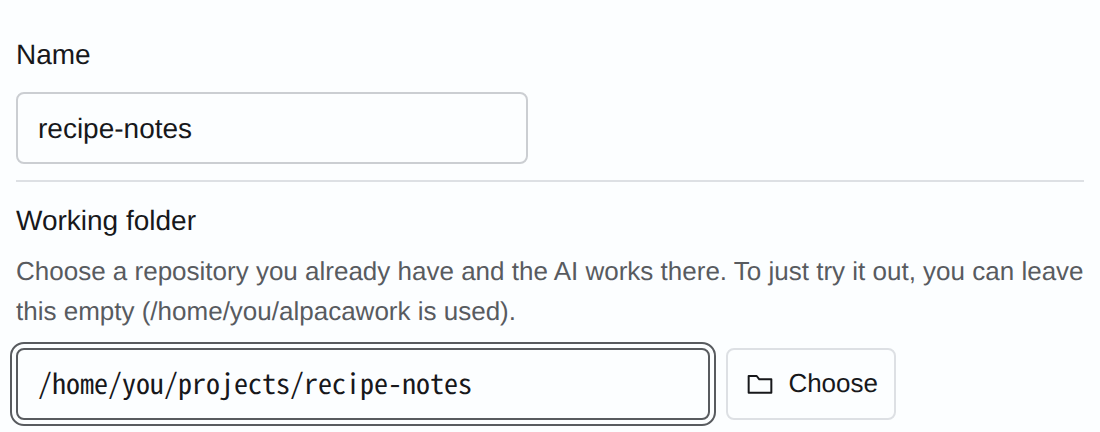 Name
recipe-notes
Working folder
Choose a repository you already have and the AI works there. To just try it out, you can leave
this empty (/home/you/alpacawork is used).
/home/you/projects/recipe-notes
Choose